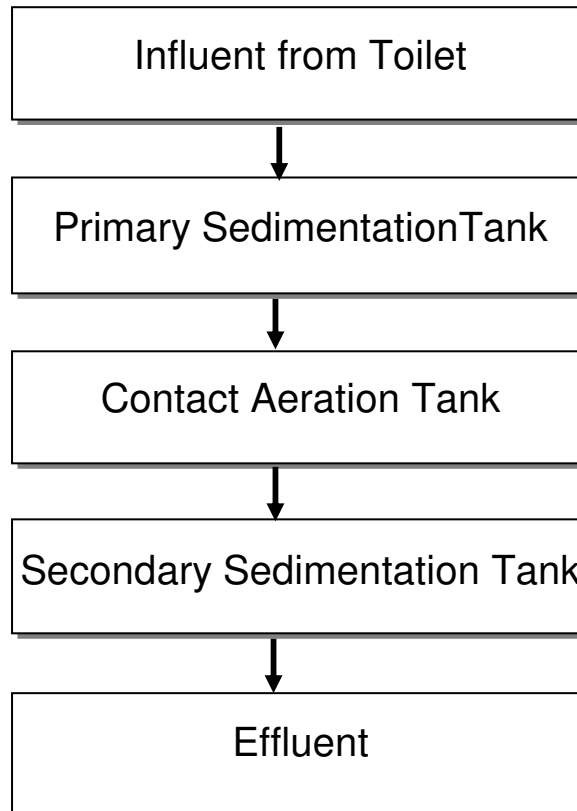 Influent from Toilet
Primary SedimentationTank
Contact Aeration Tank
Secondary Sedimentation Tank
Effluent